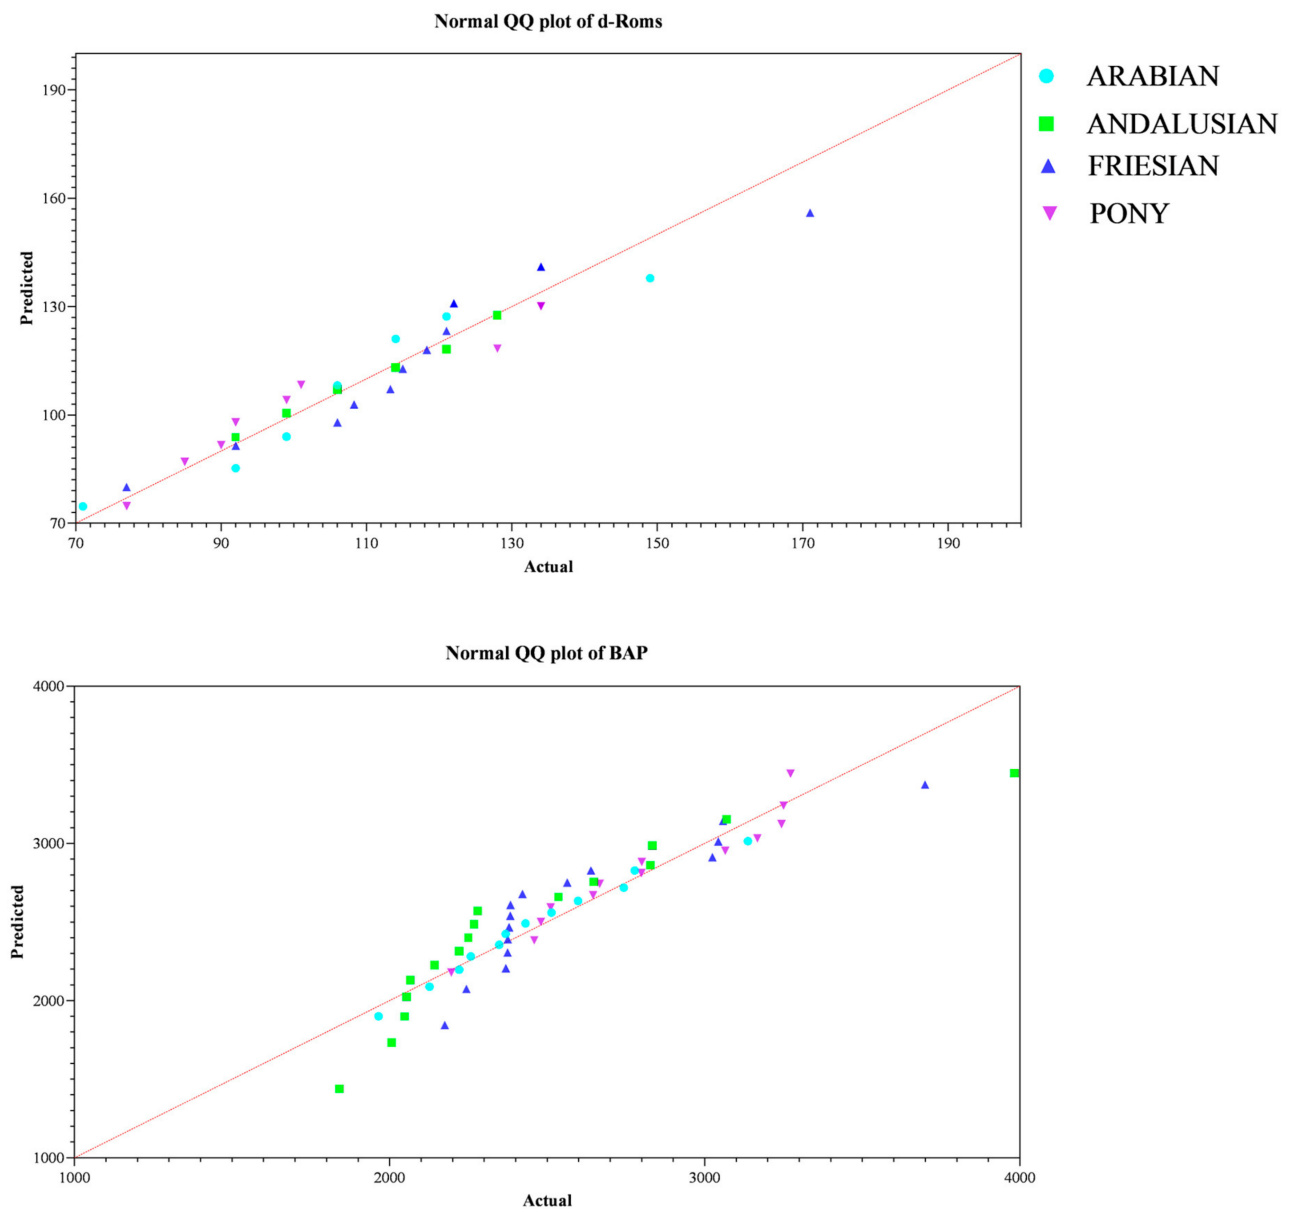 Normal QQ plot of d-Roms
190
160
130
100
70
70 90 110 130 150 170 190
Predicted
Actual
ARABIAN
ANDALUSIAN
FRIESIAN
PONY
Normal QQ plot of BAP
4000
3000
2000
1000
1000 2000 3000 4000
Predicted
Actual